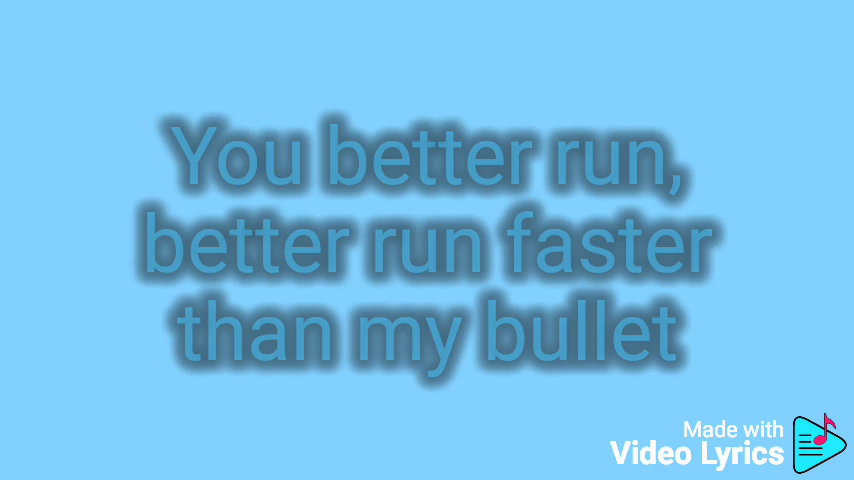 You better run,
better run faster
than my bullet
Made with
Video Lyrics